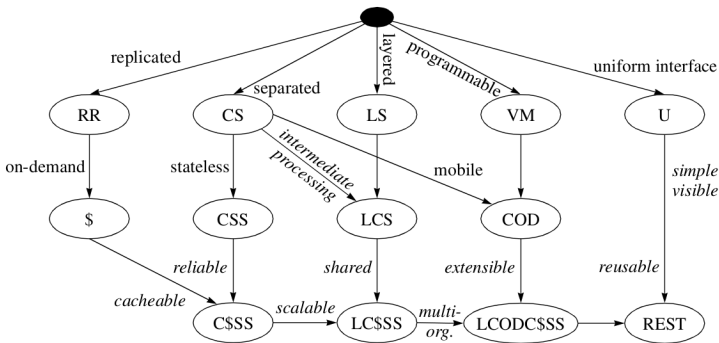 replicated
separated
layered
programmable
uniform interface
RR
CS
LS
VM
U
on-demand
stateless
intermediate
processing
mobile
simple
visible
$
CSS
LCS
COD
cacheable
reliable
shared
extensible
reusable
C$SS
scalable
LC$SS
multi-
org.
LCODC$SS
REST